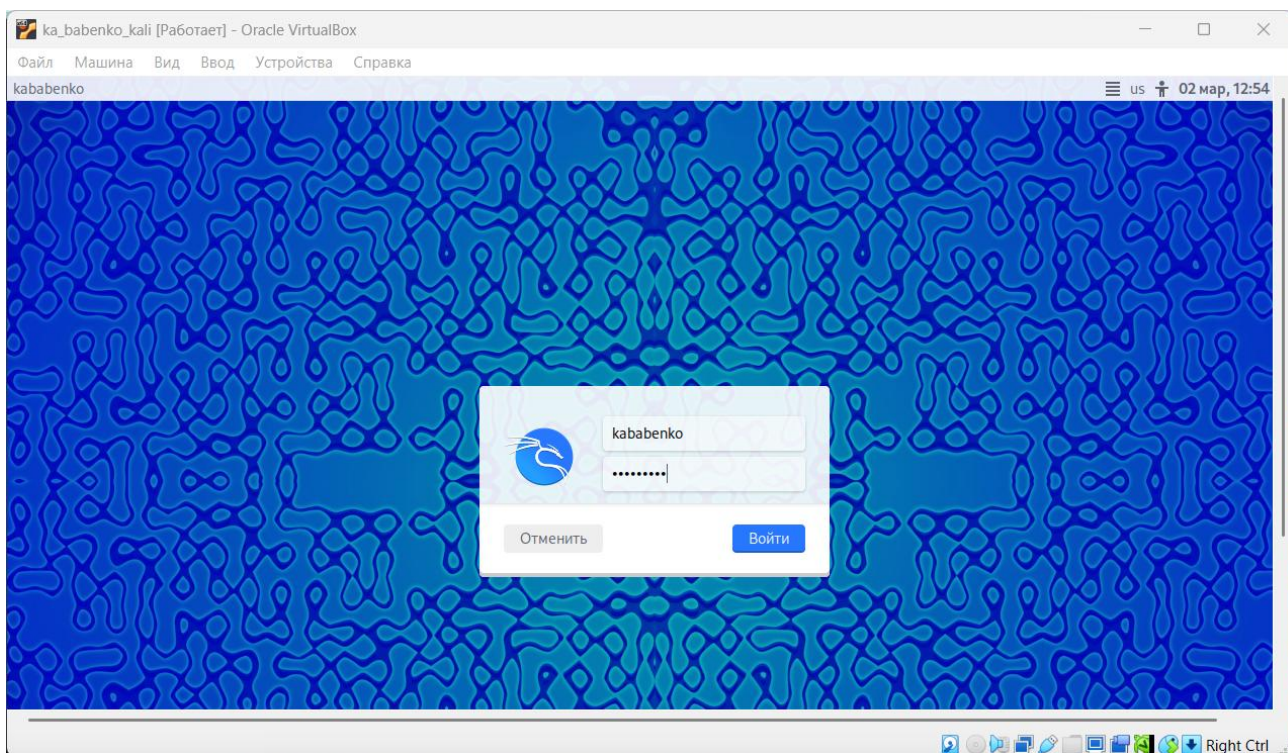 ka_babenko_kali [Работает] - Oracle VirtualBox
Файл Машина Вид Ввод Устройства Справка
kababenko us 02 мар, 12:54
kababenko
•••••••••
Отменить Войти
Right Ctrl